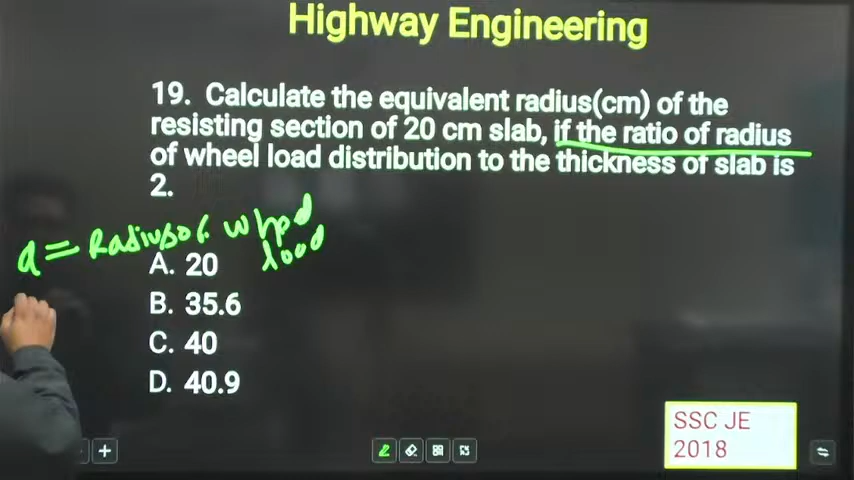 Highway Engineering
19. Calculate the equivalent radius(cm) of the
resisting section of 20 cm slab, if the ratio of radius
of wheel load distribution to the thickness of slab is
2.
a = Radius of wheel
load
A. 20
B. 35.6
C. 40
D. 40.9
SSC JE
2018